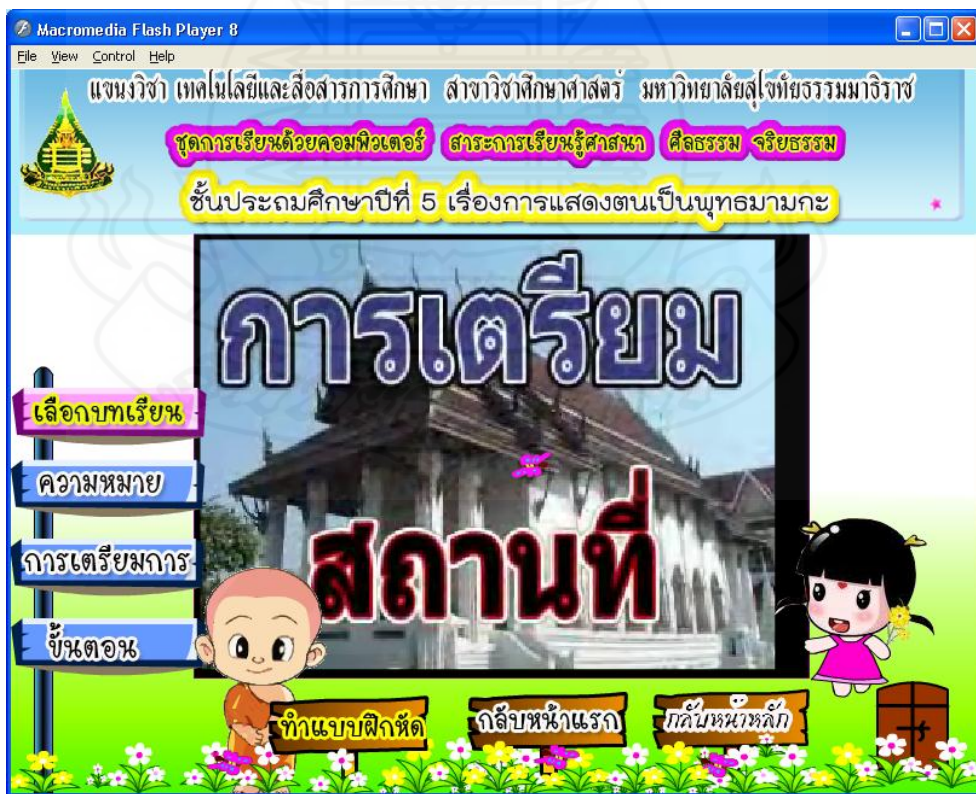 Macromedia Flash Player 8
File View Control Help
แขนงวิชา เทคโนโลยีและสื่อสารการศึกษา สาขาวิชาศึกษาศาสตร์ มหาวิทยาลัยสุโขทัยธรรมมาธิราช
ชุดการเรียนด้วยคอมพิวเตอร์ สาระการเรียนรู้ศาสนา ศีลธรรม จริยธรรม
ชั้นประถมศึกษาปีที่ 5 เรื่องการแสดงตนเป็นพุทธมามกะ
การเตรียม
สถานที่
เลือกบทเรียน
ความหมาย
การเตรียมการ
ขั้นตอน
ทำแบบฝึกหัด กลับหน้าแรก กลับหน้าหลัก